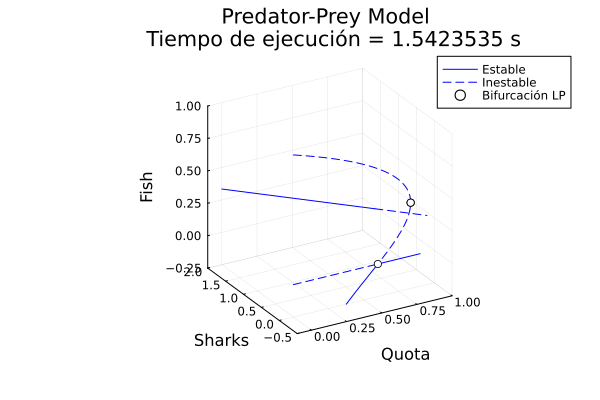 Predator-Prey Model
Tiempo de ejecución = 1.5423535 s
Estable
Inestable
Bifurcación LP
1.00
0.75
0.50
0.25
0.00
−0.25
Fish
2.0
1.5
1.0
0.5
0.0
−0.5
Sharks
0.00
0.25
0.50
0.75
1.00
Quota